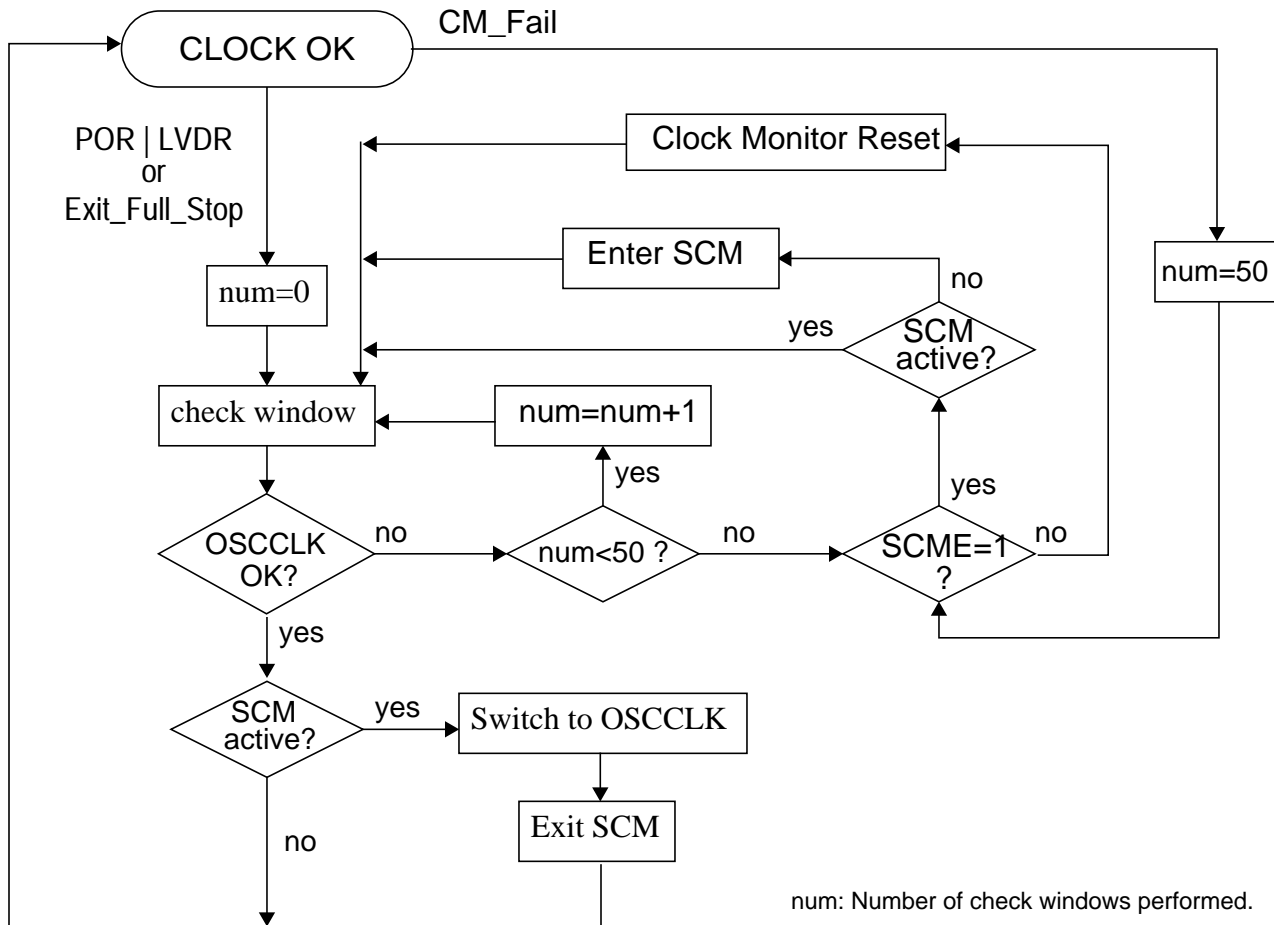 CM_Fail
CLOCK OK
POR | LVDR
or
Exit_Full_Stop
Clock Monitor Reset
Enter SCM
num=50
num=0
no
yes
SCM
active?
check window
num=num+1
yes
yes
OSCCLK
OK?
no
num<50 ?
no
SCME=1
?
no
yes
SCM
active?
yes
Switch to OSCCLK
Exit SCM
no
num: Number of check windows performed.